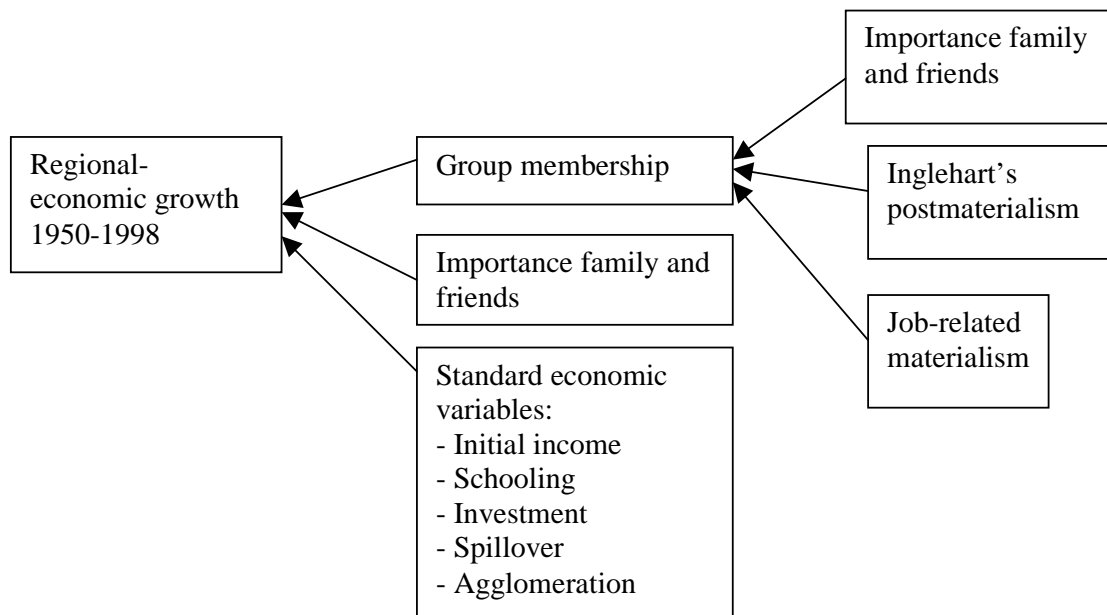 Regional-
economic growth
1950-1998
Group membership
Importance family and
friends
Standard economic
variables:
- Initial income
- Schooling
- Investment
- Spillover
- Agglomeration
Importance family
and friends
Inglehart's
postmaterialism
Job-related
materialism